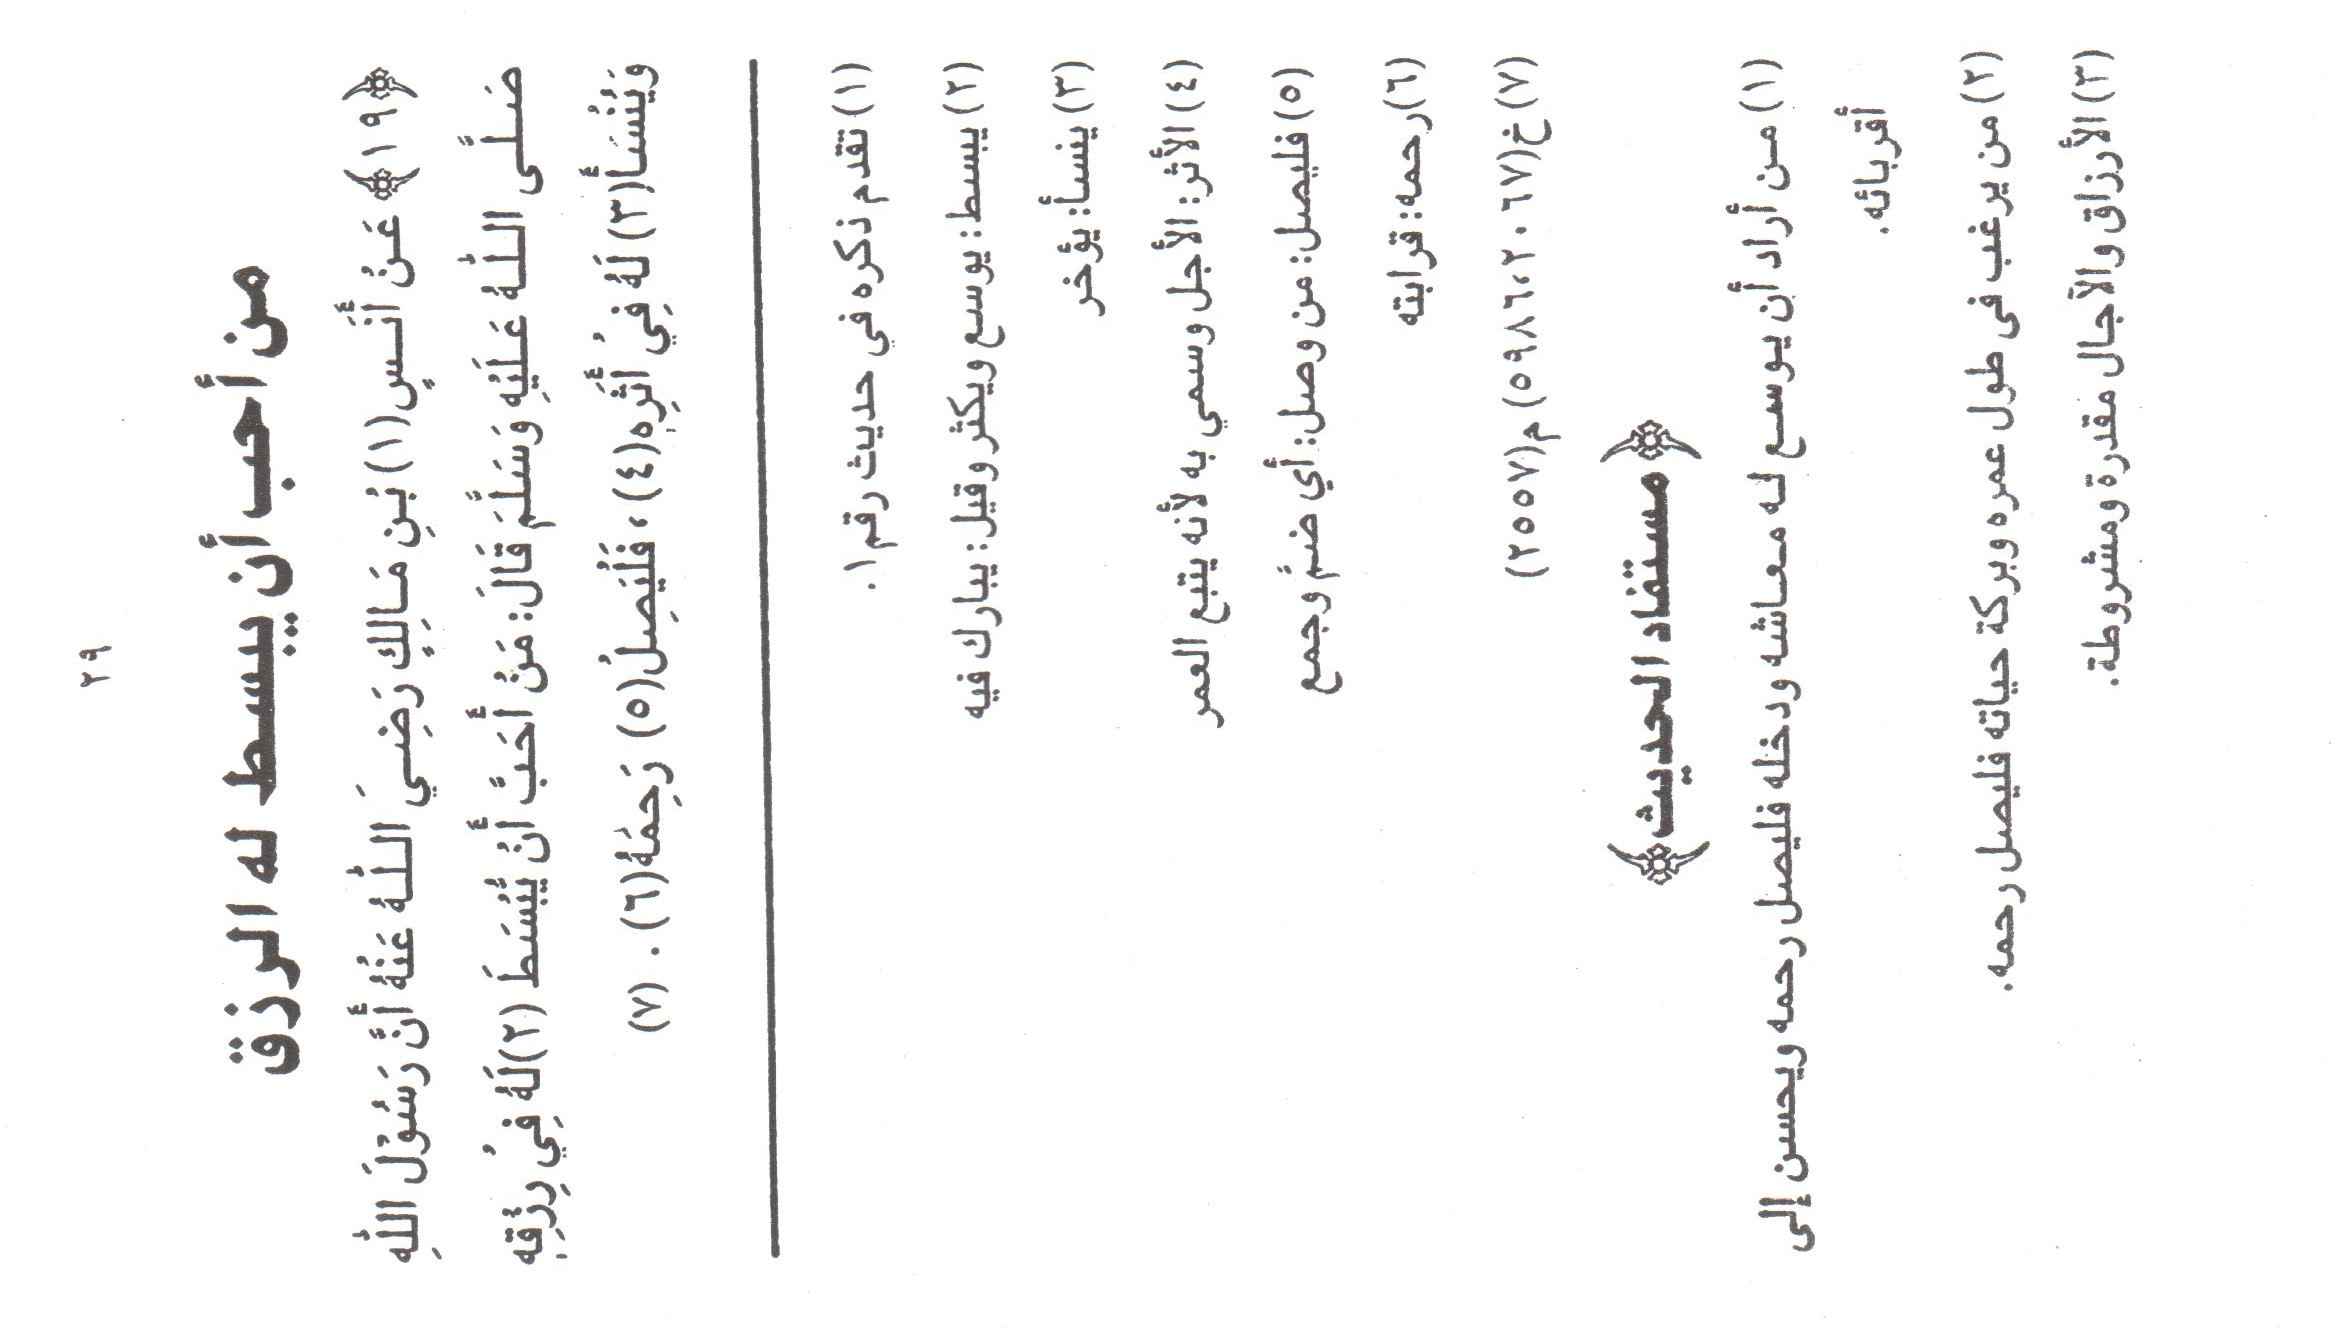 ٢٩
من أحب أن يبسط له الرزق
﴿١٩﴾ عَنْ أَنَسٍ(١) بْنِ مَالِكٍ رَضِيَ اللّٰهُ عَنْهُ أَنَّ رَسُوْلَ اللّٰهِ
صَلَّى اللّٰهُ عَلَيْهِ وَسَلَّمَ قَالَ: مَنْ أَحَبَّ أَنْ يُّبْسَطَ (٢)لَهُ فِيْ رِزْقِهٖ
وَيُنْسَأَ(٣) لَهُ فِيْ أَثَرِهٖ(٤)، فَلْيَصِلْ(٥) رَحِمَهُ(٦). (٧)
(١) تقدم ذكره في حديث رقم١.
(٢) يبسط: يوسع ويكثر وقيل: يبارك فيه
(٣) ينسأ: يؤخر
(٤) الأثر: الأجل وسمي به لأنه يتبع العمر
(٥) فليصل: من وصل: أي ضمَّ وجمع
(٦)رحمه: قرابته
(٧) خ(٢٠٦٧،٥٩٨٦) م(٢٥٥٧)
﴿مستفاد الحديث﴾
(١) من أراد أن يوسع له معاشه ودخله فليصل رحمه ويحسن إلى
أقربائه.
(٢) من يرغب فى طول عمره وبركة حياته فليصل رحمه.
(٣) الأرزاق والآجال مقدرة ومشروطة.